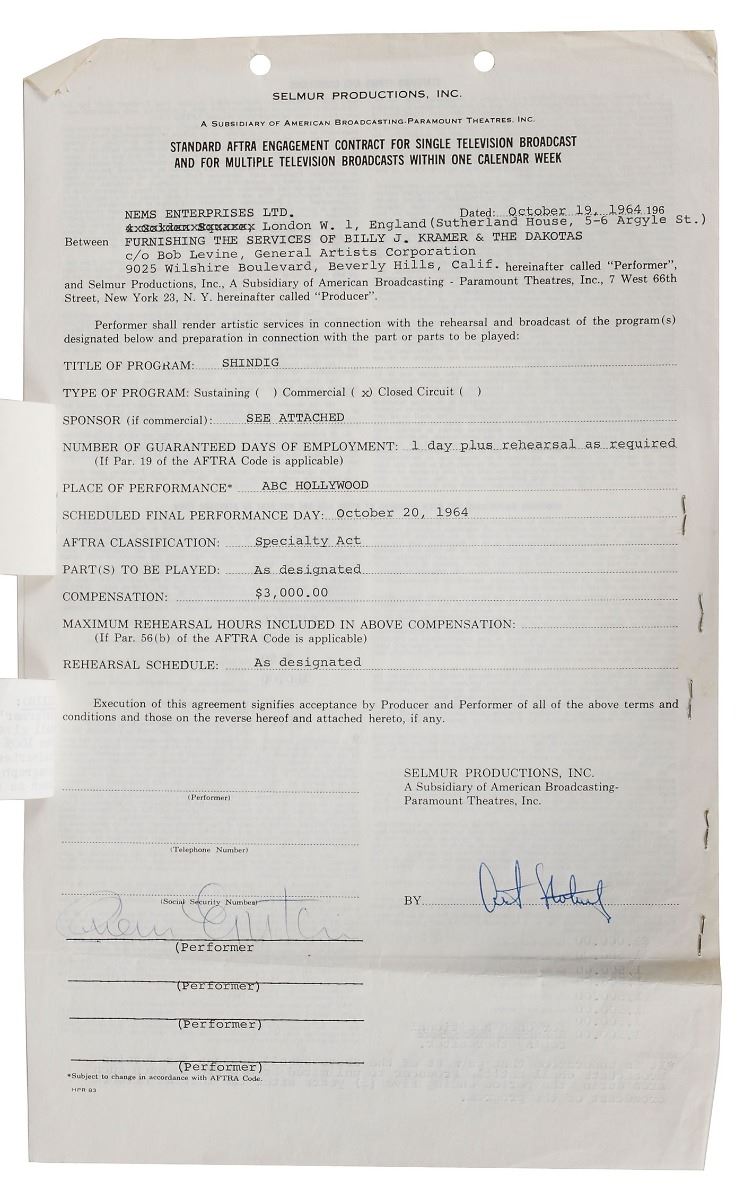 SELMUR PRODUCTIONS, INC.
A SUBSIDIARY OF AMERICAN BROADCASTING-PARAMOUNT THEATRES, INC.
STANDARD AFTRA ENGAGEMENT CONTRACT FOR SINGLE TELEVISION BROADCAST
AND FOR MULTIPLE TELEVISION BROADCASTS WITHIN ONE CALENDAR WEEK
NEMS ENTERPRISES LTD. Dated: October 19, 1964 196
London W. 1, England (Sutherland House, 5-6 Argyle St.)
Between FURNISHING THE SERVICES OF BILLY J. KRAMER & THE DAKOTAS
c/o Bob Levine, General Artists Corporation
9025 Wilshire Boulevard, Beverly Hills, Calif. hereinafter called "Performer",
and Selmur Productions, Inc., A Subsidiary of American Broadcasting - Paramount Theatres, Inc., 7 West 66th
Street, New York 23, N. Y. hereinafter called "Producer".
Performer shall render artistic services in connection with the rehearsal and broadcast of the program(s)
designated below and preparation in connection with the part or parts to be played:
TITLE OF PROGRAM: SHINDIG
TYPE OF PROGRAM: Sustaining ( ) Commercial ( x) Closed Circuit ( )
SPONSOR (if commercial): SEE ATTACHED
NUMBER OF GUARANTEED DAYS OF EMPLOYMENT: 1 day plus rehearsal as required
(If Par. 19 of the AFTRA Code is applicable)
PLACE OF PERFORMANCE* ABC HOLLYWOOD
SCHEDULED FINAL PERFORMANCE DAY: October 20, 1964
AFTRA CLASSIFICATION: Specialty Act
PART(S) TO BE PLAYED: As designated
COMPENSATION: $3,000.00
MAXIMUM REHEARSAL HOURS INCLUDED IN ABOVE COMPENSATION:
(If Par. 56(b) of the AFTRA Code is applicable)
REHEARSAL SCHEDULE: As designated
Execution of this agreement signifies acceptance by Producer and Performer of all of the above terms and
conditions and those on the reverse hereof and attached hereto, if any.
SELMUR PRODUCTIONS, INC.
A Subsidiary of American Broadcasting-
Paramount Theatres, Inc.
(Performer)
(Telephone Number)
(Social Security Number)
BY
(Performer
(Performer)
(Performer)
(Performer)
*Subject to change in accordance with AFTRA Code.
HPR 93